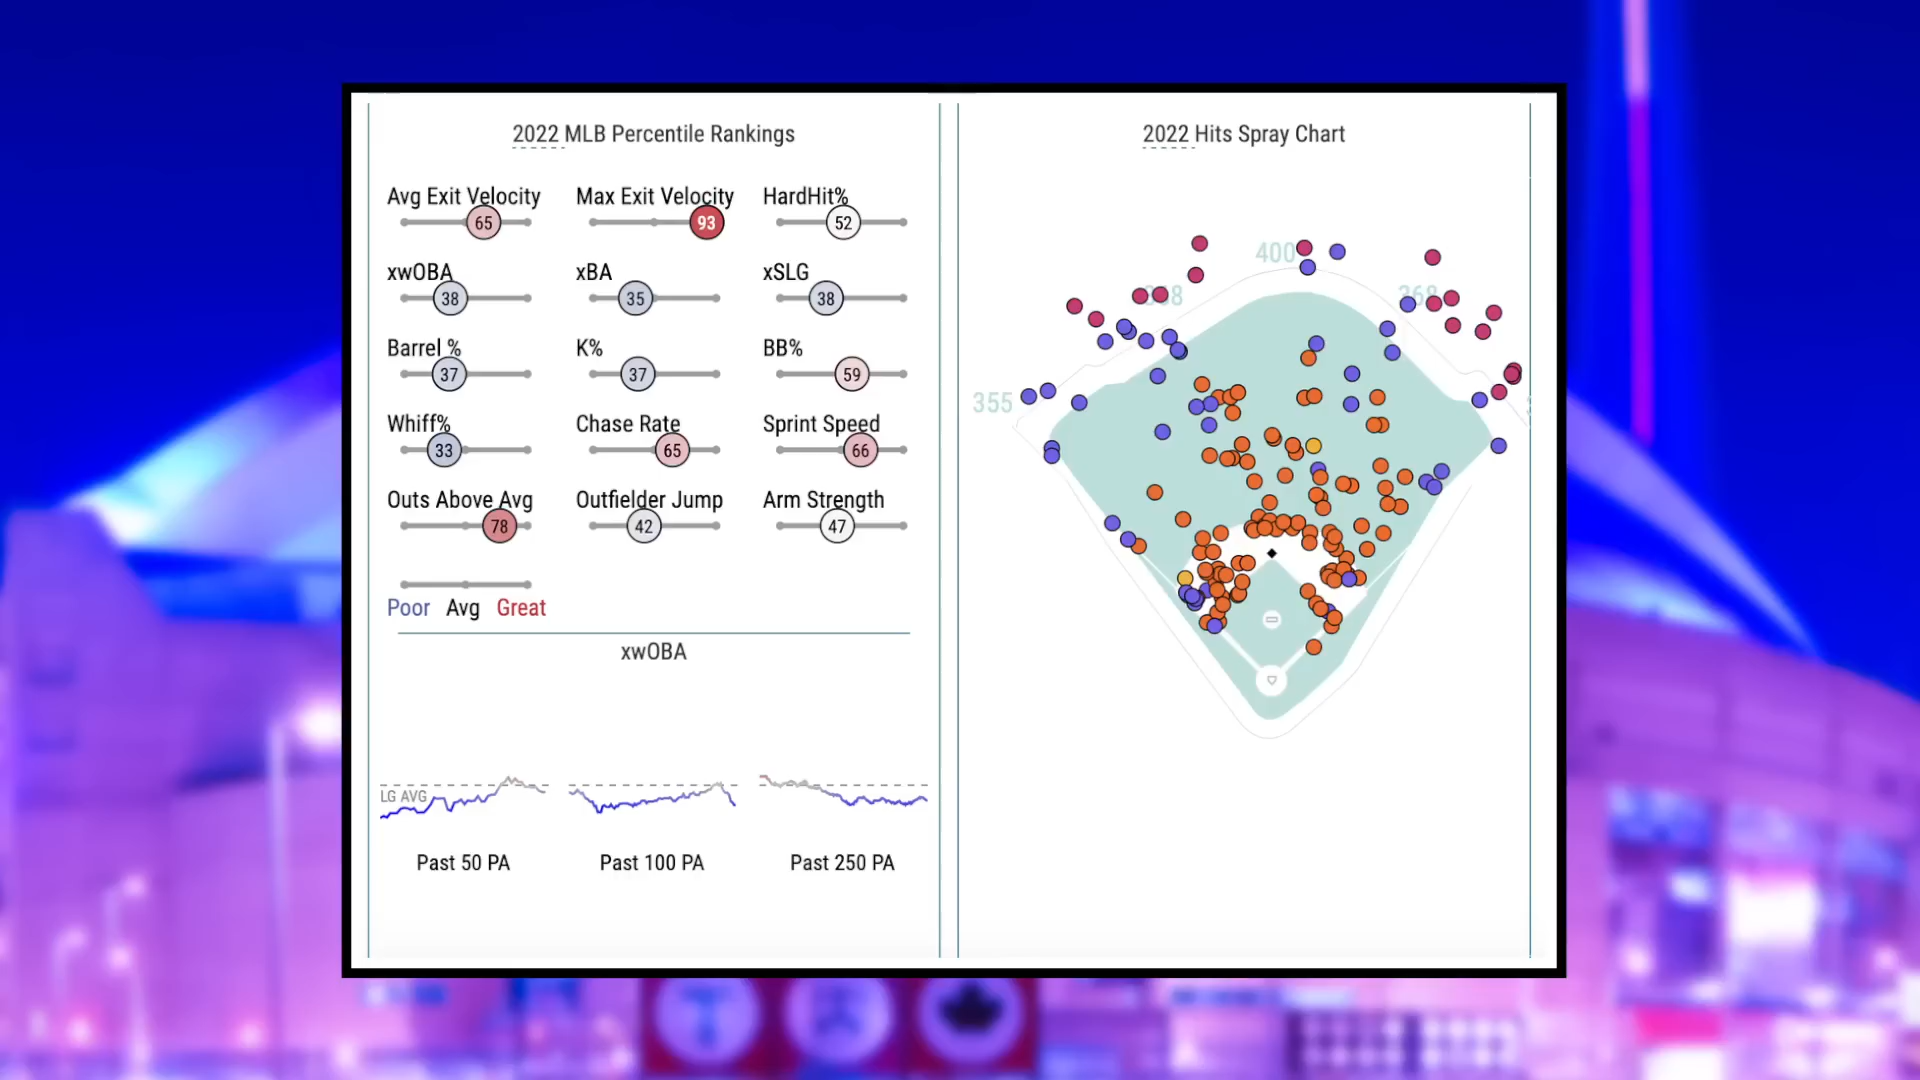 2022 MLB Percentile Rankings
Avg Exit Velocity Max Exit Velocity HardHit%
65 93 52
xwOBA xBA xSLG
38 35 38
Barrel % K% BB%
37 37 59
Whiff% Chase Rate Sprint Speed
33 65 66
Outs Above Avg Outfielder Jump Arm Strength
78 42 47
Poor Avg Great
xwOBA
LG AVG
Past 50 PA Past 100 PA Past 250 PA
2022 Hits Spray Chart
400
368
355